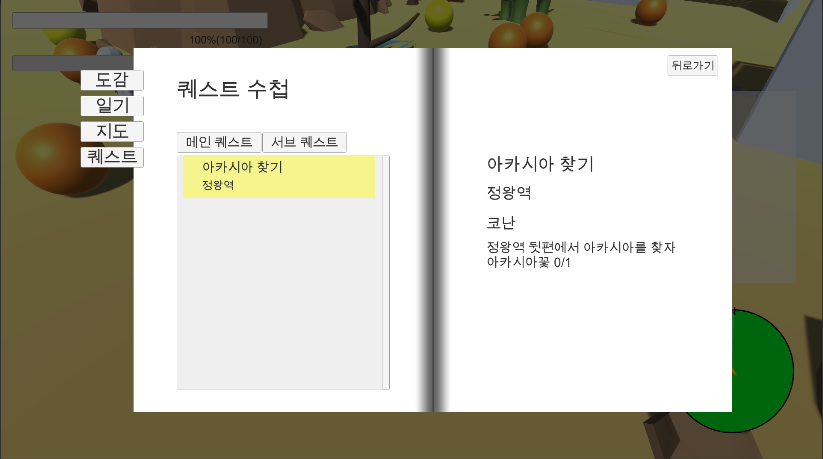 100%(100/100)
도감
일기
지도
퀘스트
퀘스트 수첩
메인 퀘스트
서브 퀘스트
아카시아 찾기
정왕역
뒤로가기
아카시아 찾기
정왕역
코난
정왕역 뒷편에서 아카시아를 찾자
아카시아꽃 0/1